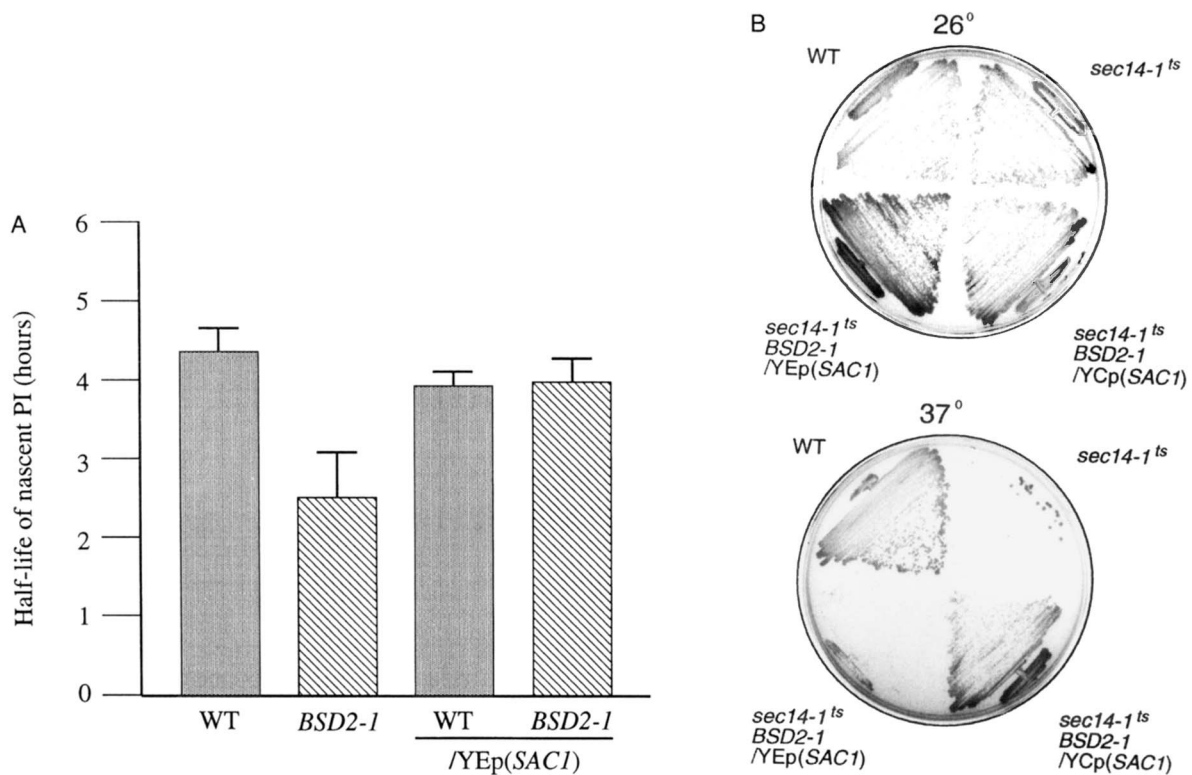 A
Half-life of nascent PI (hours)
6
5
4
3
2
1
0
WT
BSD2-1
WT
BSD2-1
/YEp(SAC1)
B
26°
WT
sec14-1ts
sec14-1ts
BSD2-1
/YEp(SAC1)
sec14-1ts
BSD2-1
/YCp(SAC1)
37°
WT
sec14-1ts
sec14-1ts
BSD2-1
/YEp(SAC1)
sec14-1ts
BSD2-1
/YCp(SAC1)